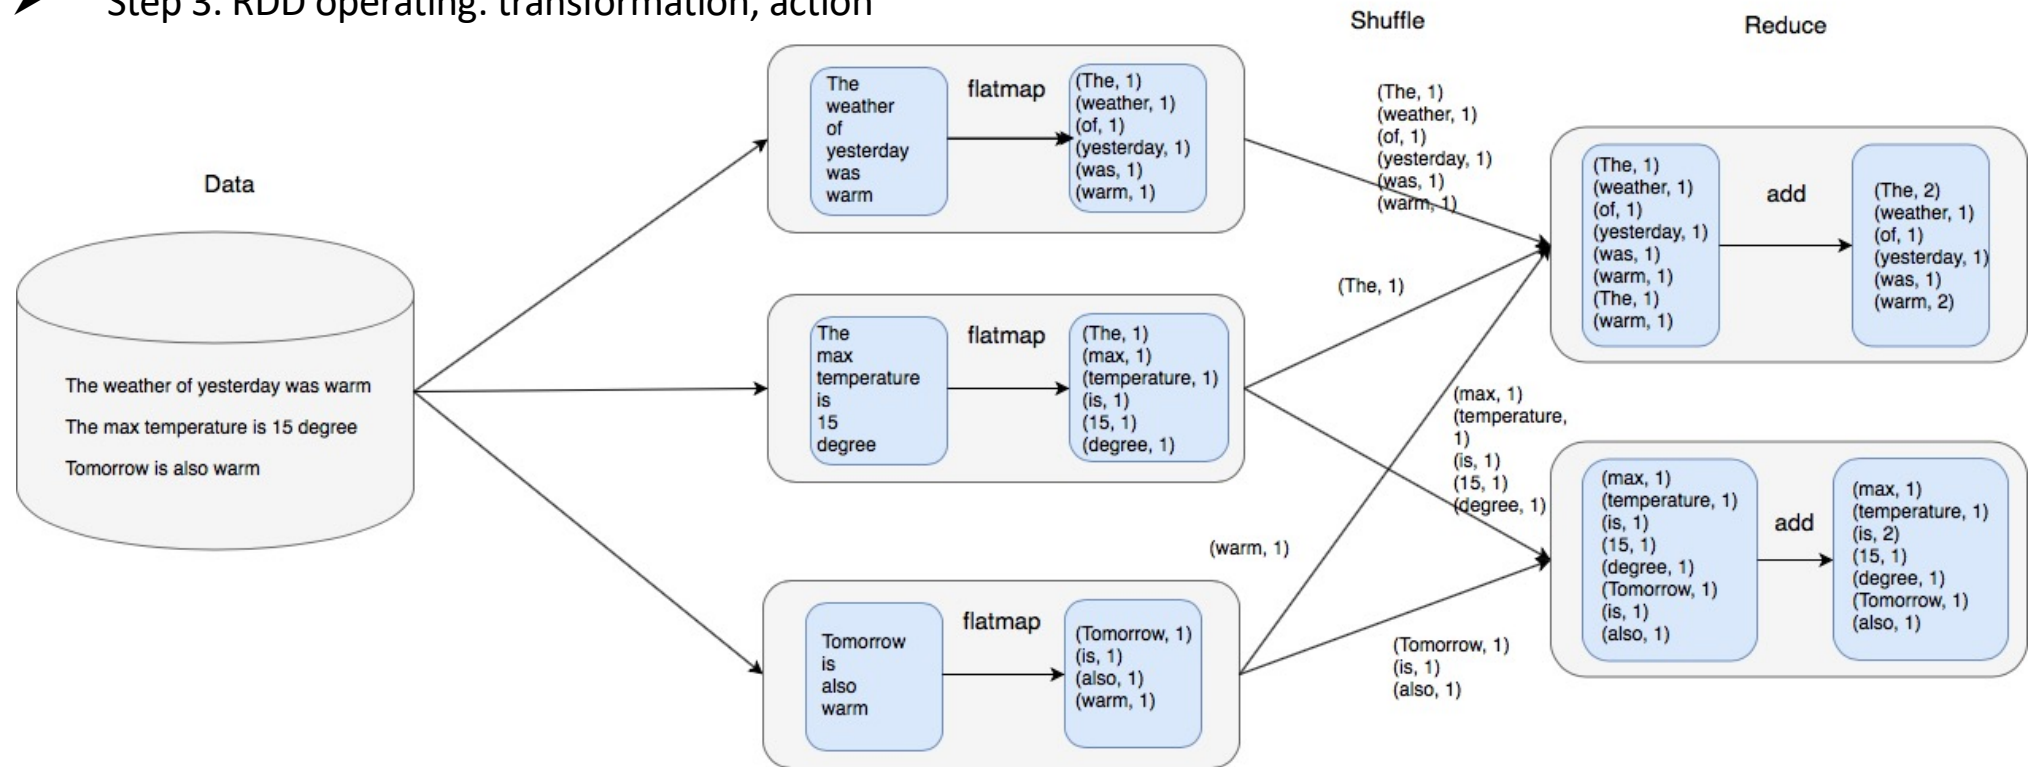 Step 3: RDD operating: transformation, action
Data
The weather of yesterday was warm
The max temperature is 15 degree
Tomorrow is also warm
The
weather
of
yesterday
was
warm
flatmap
(The, 1)
(weather, 1)
(of, 1)
(yesterday, 1)
(was, 1)
(warm, 1)
The
max
temperature
is
15
degree
flatmap
(The, 1)
(max, 1)
(temperature, 1)
(is, 1)
(15, 1)
(degree, 1)
Tomorrow
is
also
warm
flatmap
(Tomorrow, 1)
(is, 1)
(also, 1)
(warm, 1)
Shuffle
(The, 1)
(weather, 1)
(of, 1)
(yesterday, 1)
(was, 1)
(warm, 1)
(The, 1)
(max, 1)
(temperature,
1)
(is, 1)
(15, 1)
(degree, 1)
(warm, 1)
(Tomorrow, 1)
(is, 1)
(also, 1)
Reduce
(The, 1)
(weather, 1)
(of, 1)
(yesterday, 1)
(was, 1)
(warm, 1)
(The, 1)
(warm, 1)
add
(The, 2)
(weather, 1)
(of, 1)
(yesterday, 1)
(was, 1)
(warm, 2)
(max, 1)
(temperature, 1)
(is, 1)
(15, 1)
(degree, 1)
(Tomorrow, 1)
(is, 1)
(also, 1)
add
(max, 1)
(temperature, 1)
(is, 2)
(15, 1)
(degree, 1)
(Tomorrow, 1)
(also, 1)